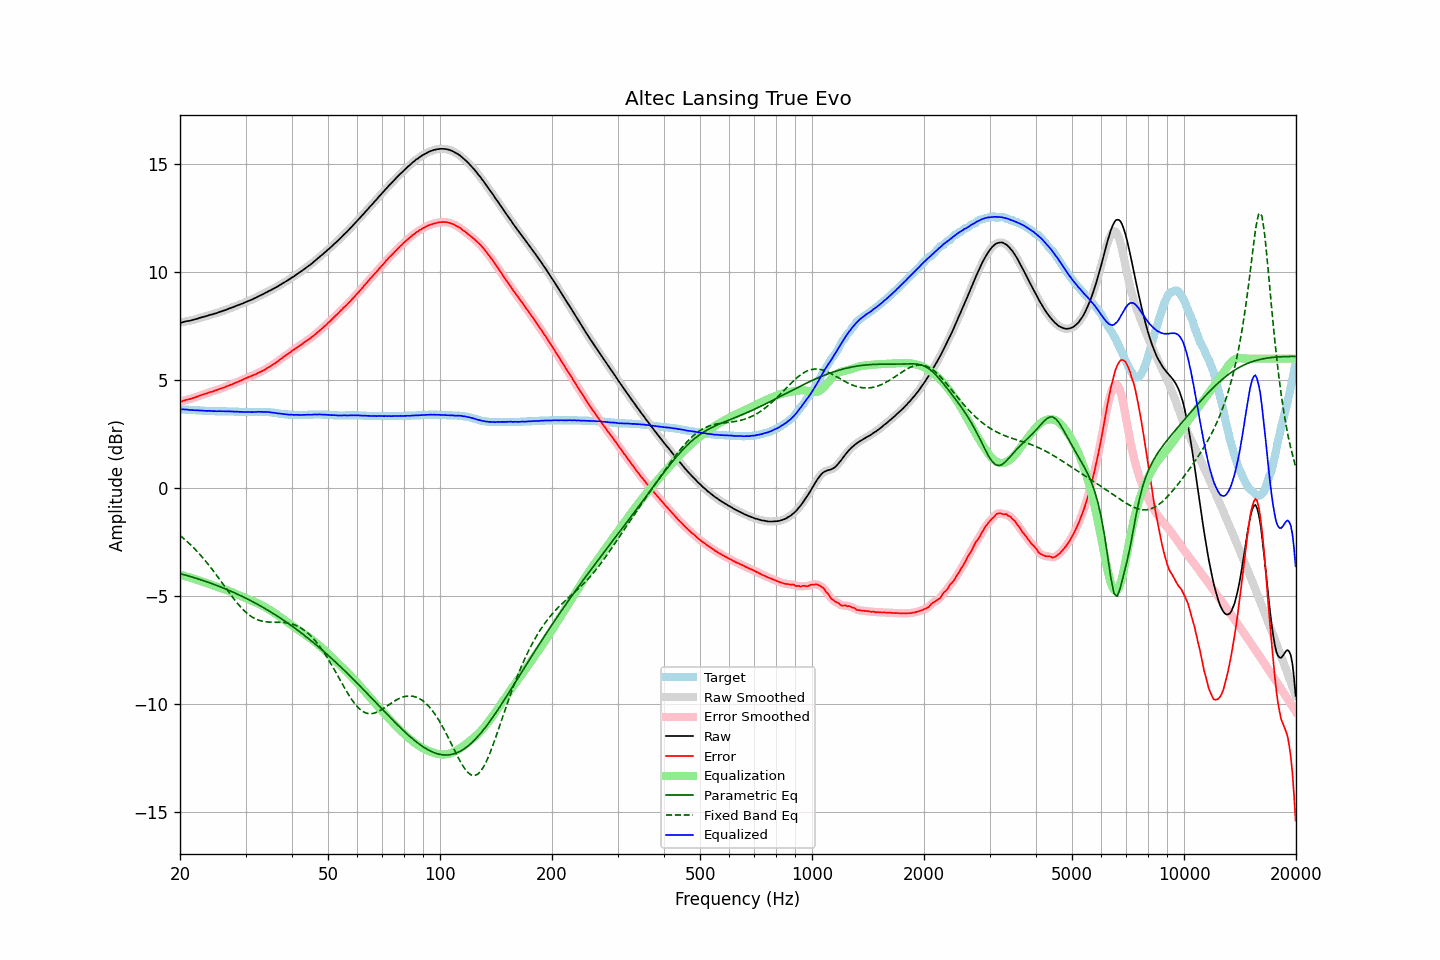 Altec Lansing True Evo
Amplitude (dBr)
15
10
5
0
−5
−10
−15
Target
Raw Smoothed
Error Smoothed
Raw
Error
Equalization
Parametric Eq
Fixed Band Eq
Equalized
20 50 100 200 500 1000 2000 5000 10000 20000
Frequency (Hz)